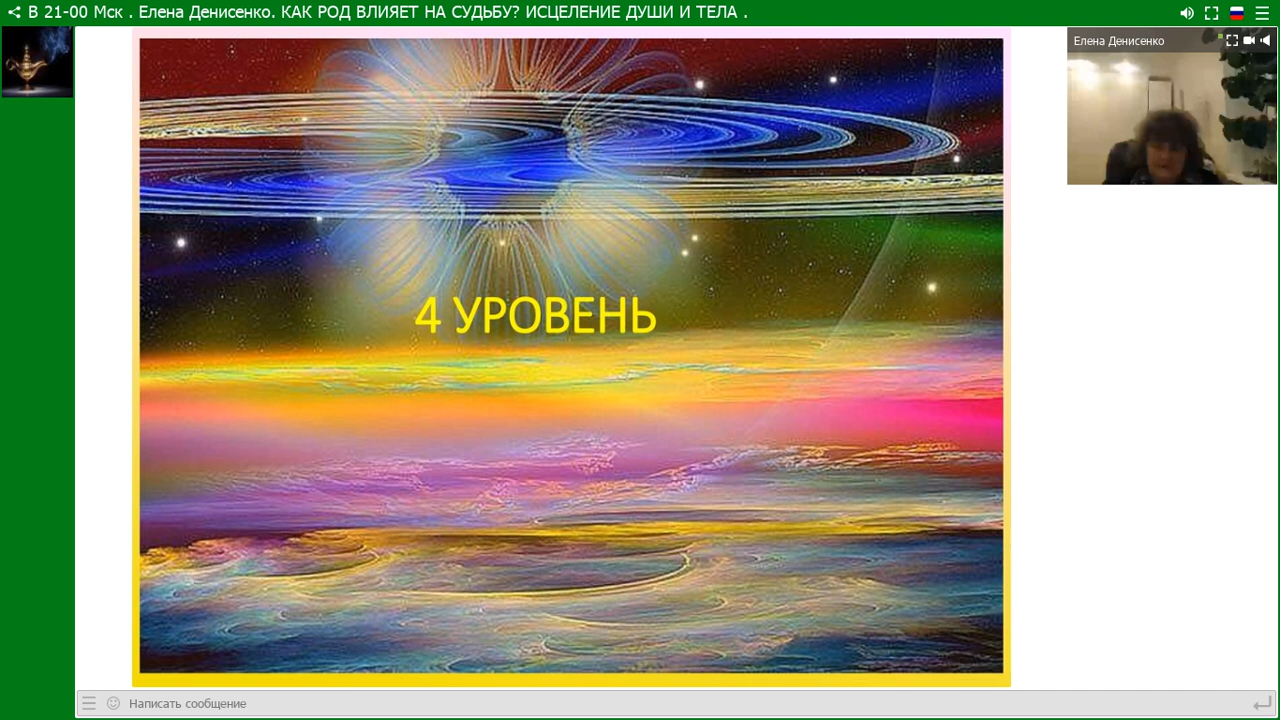 В 21-00 Мск . Елена Денисенко. КАК РОД ВЛИЯЕТ НА СУДЬБУ? ИСЦЕЛЕНИЕ ДУШИ И ТЕЛА .
Елена Денисенко
4 УРОВЕНЬ
Написать сообщение